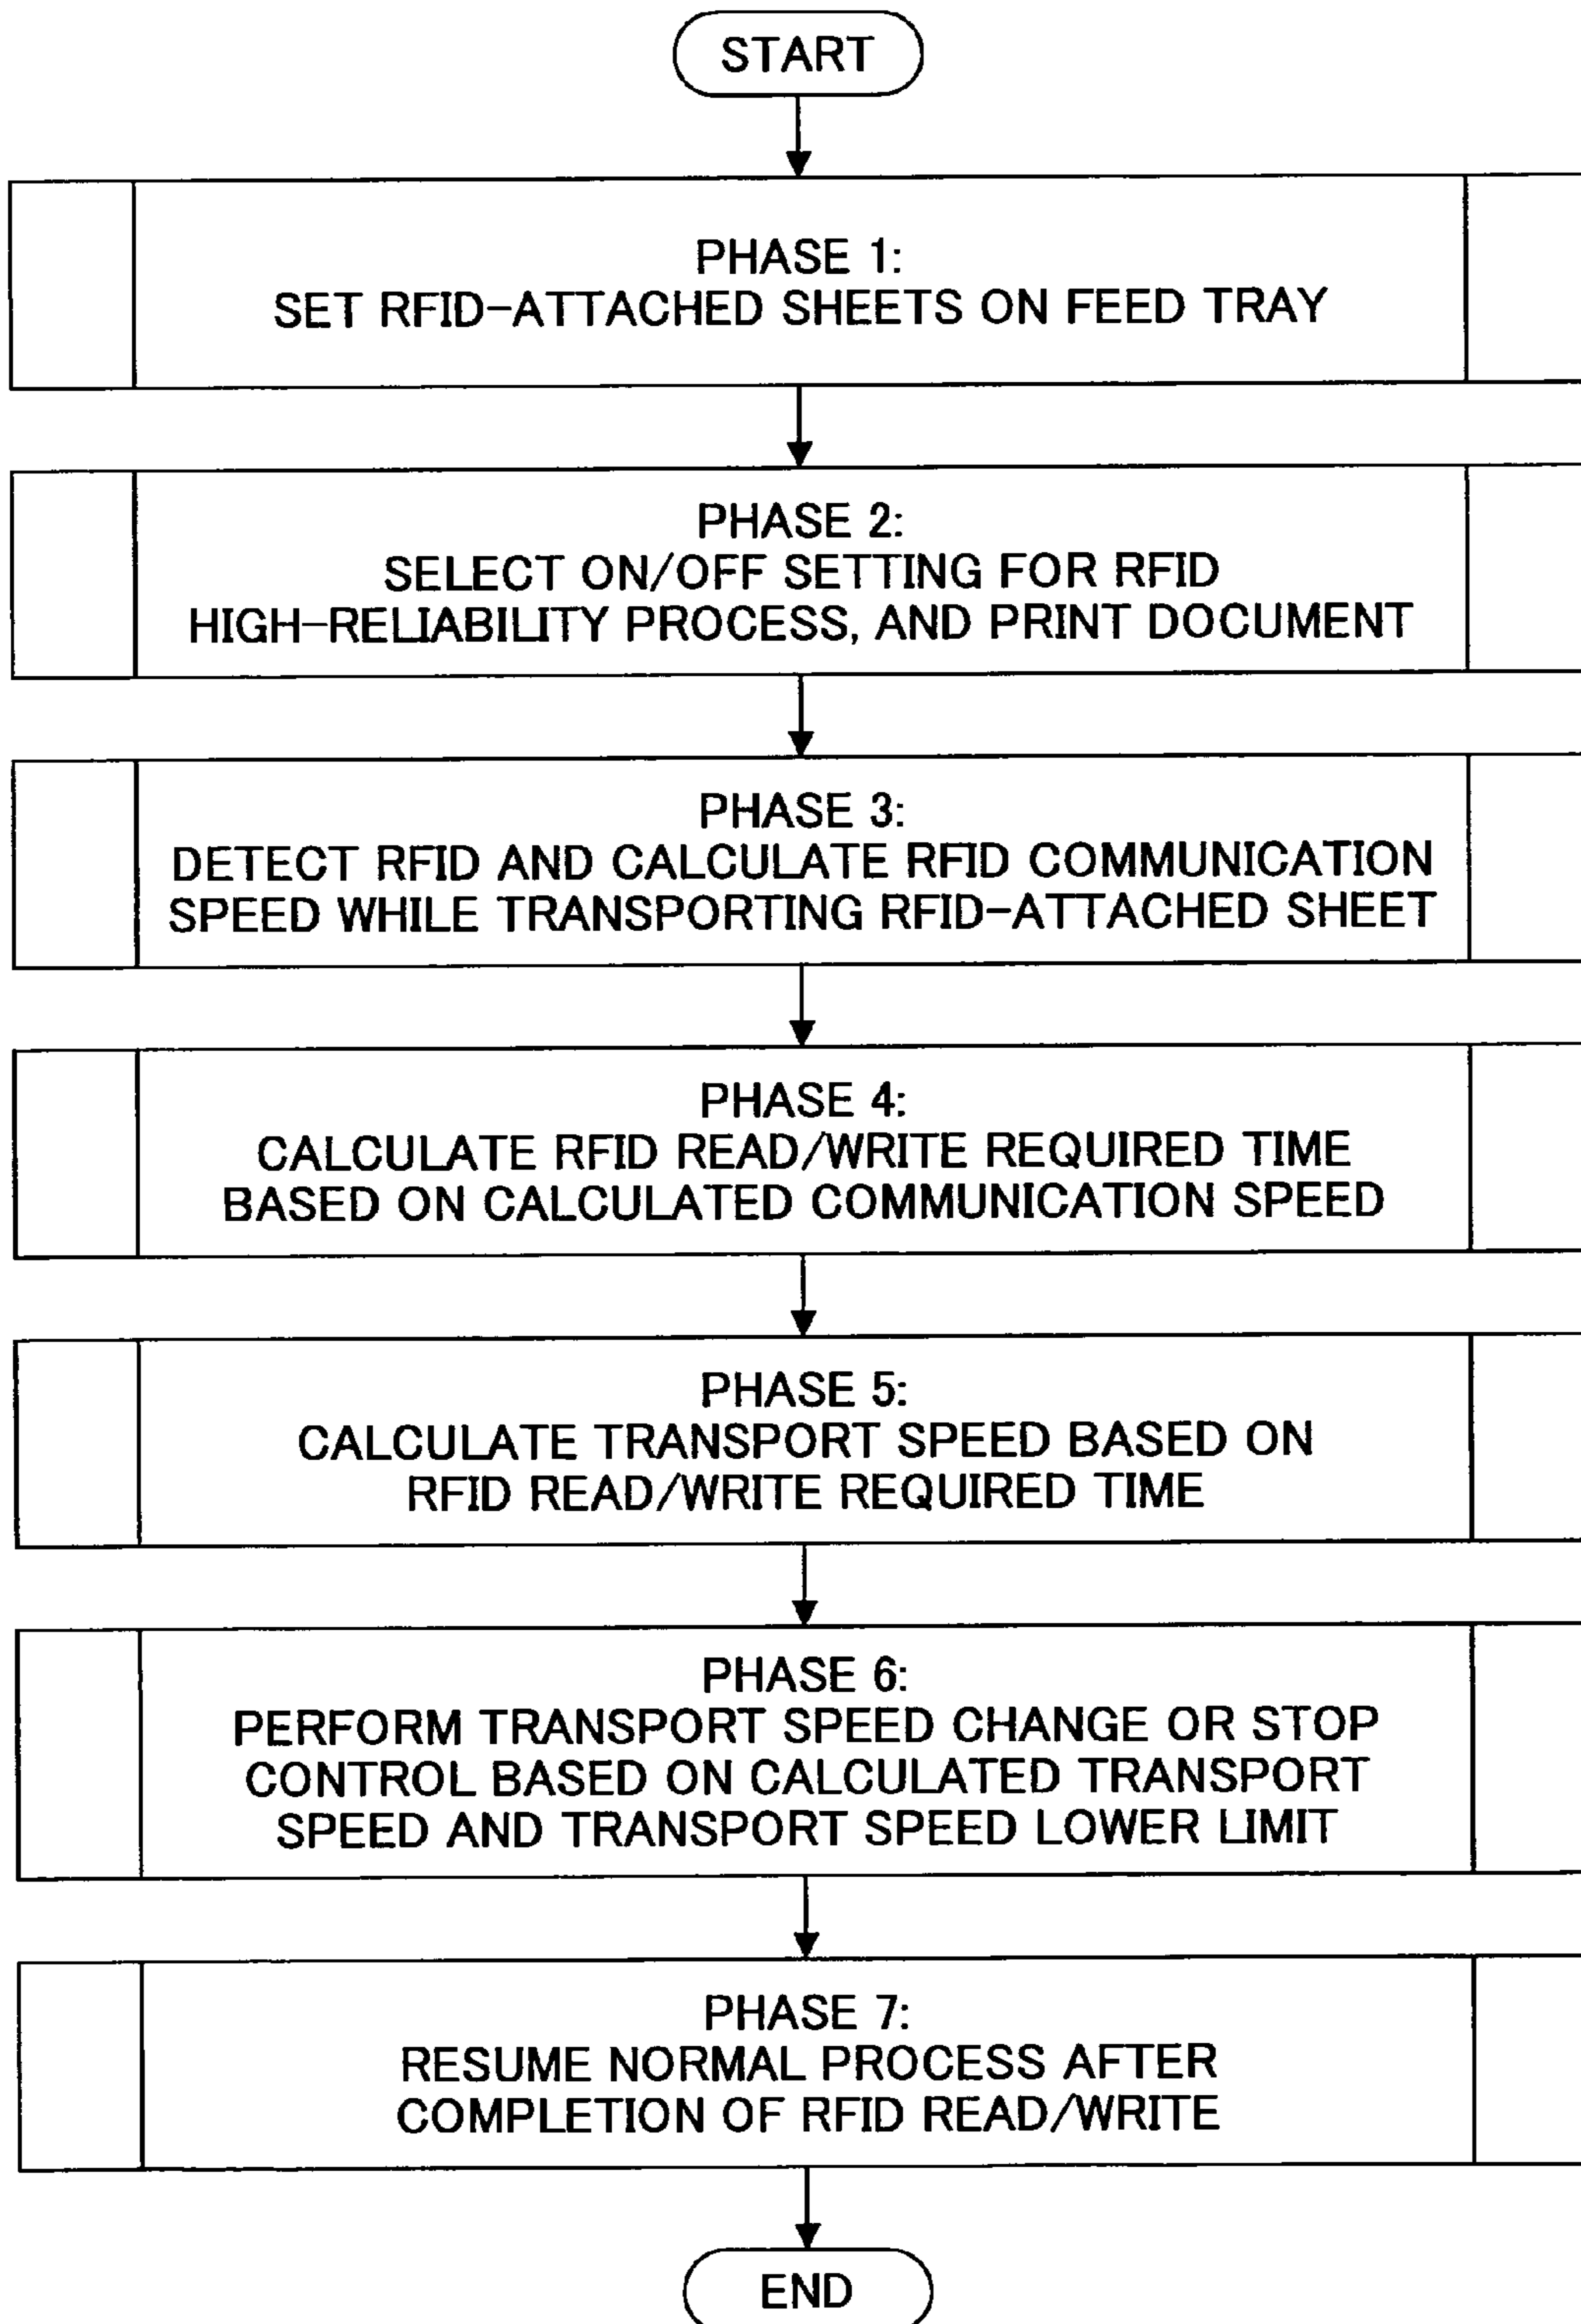 START
PHASE 1:
SET RFID-ATTACHED SHEETS ON FEED TRAY
PHASE 2:
SELECT ON/OFF SETTING FOR RFID
HIGH-RELIABILITY PROCESS, AND PRINT DOCUMENT
PHASE 3:
DETECT RFID AND CALCULATE RFID COMMUNICATION
SPEED WHILE TRANSPORTING RFID-ATTACHED SHEET
PHASE 4:
CALCULATE RFID READ/WRITE REQUIRED TIME
BASED ON CALCULATED COMMUNICATION SPEED
PHASE 5:
CALCULATE TRANSPORT SPEED BASED ON
RFID READ/WRITE REQUIRED TIME
PHASE 6:
PERFORM TRANSPORT SPEED CHANGE OR STOP
CONTROL BASED ON CALCULATED TRANSPORT
SPEED AND TRANSPORT SPEED LOWER LIMIT
PHASE 7:
RESUME NORMAL PROCESS AFTER
COMPLETION OF RFID READ/WRITE
END